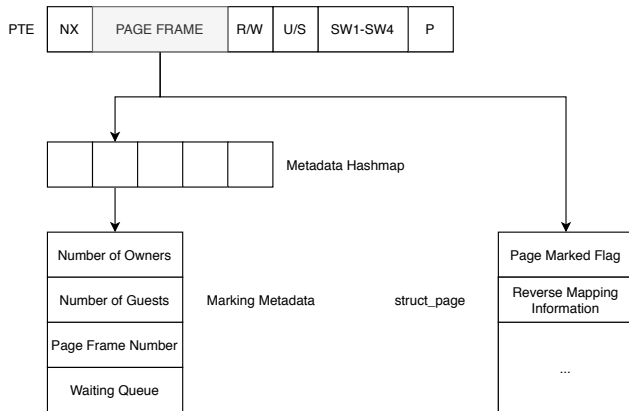 PTE NX PAGE FRAME R/W U/S SW1-SW4 P
Metadata Hashmap
Number of Owners
Number of Guests
Page Frame Number
Waiting Queue
Marking Metadata
struct_page
Page Marked Flag
Reverse Mapping
Information
...